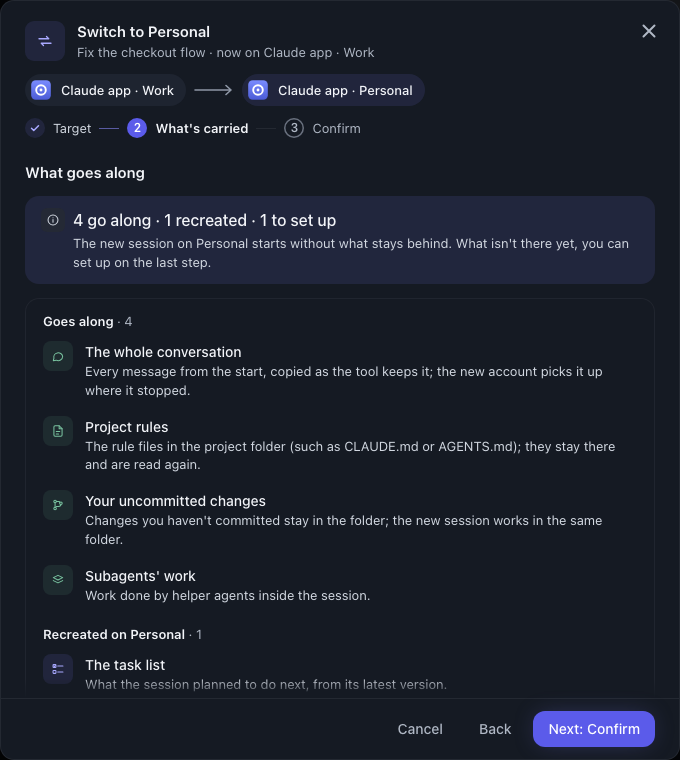 Switch to Personal
Fix the checkout flow · now on Claude app · Work
Claude app · Work
Claude app · Personal
Target
2
What's carried
3
Confirm
What goes along
4 go along · 1 recreated · 1 to set up
The new session on Personal starts without what stays behind. What isn't there yet, you can
set up on the last step.
Goes along · 4
The whole conversation
Every message from the start, copied as the tool keeps it; the new account picks it up
where it stopped.
Project rules
The rule files in the project folder (such as CLAUDE.md or AGENTS.md); they stay there
and are read again.
Your uncommitted changes
Changes you haven't committed stay in the folder; the new session works in the same
folder.
Subagents' work
Work done by helper agents inside the session.
Recreated on Personal · 1
The task list
What the session planned to do next, from its latest version.
Cancel
Back
Next: Confirm